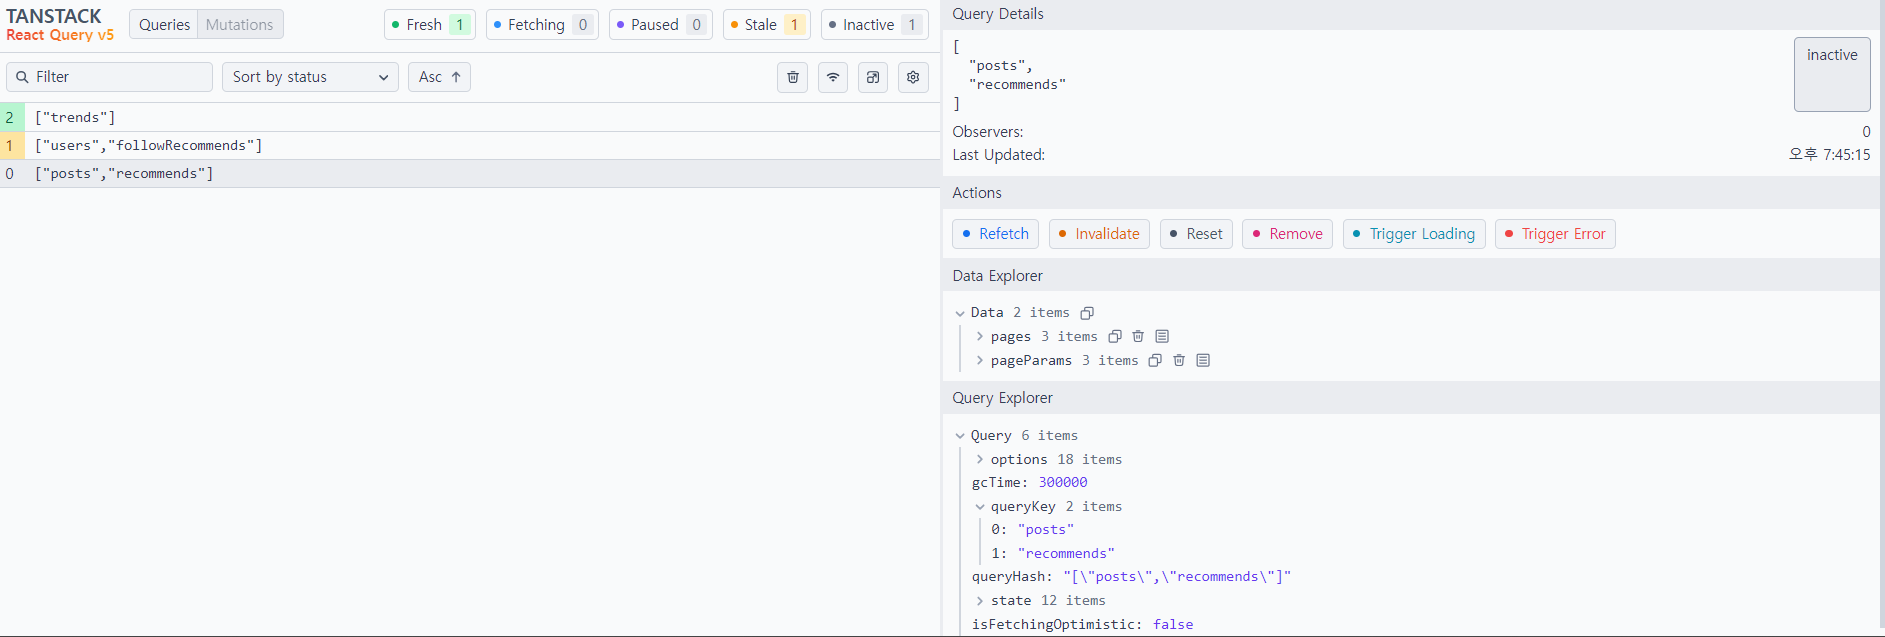 TANSTACK
React Query v5
Queries Mutations
Fresh 1 Fetching 0 Paused 0 Stale 1 Inactive 1
Filter Sort by status Asc ↑
2 ["trends"]
1 ["users","followRecommends"]
0 ["posts","recommends"]
Query Details
[
"posts",
"recommends"
]
inactive
Observers: 0
Last Updated: 오후 7:45:15
Actions
Refetch Invalidate Reset Remove Trigger Loading Trigger Error
Data Explorer
Data 2 items
pages 3 items
pageParams 3 items
Query Explorer
Query 6 items
options 18 items
gcTime: 300000
queryKey 2 items
0: "posts"
1: "recommends"
queryHash: "[\"posts\",\"recommends\"]"
state 12 items
isFetchingOptimistic: false